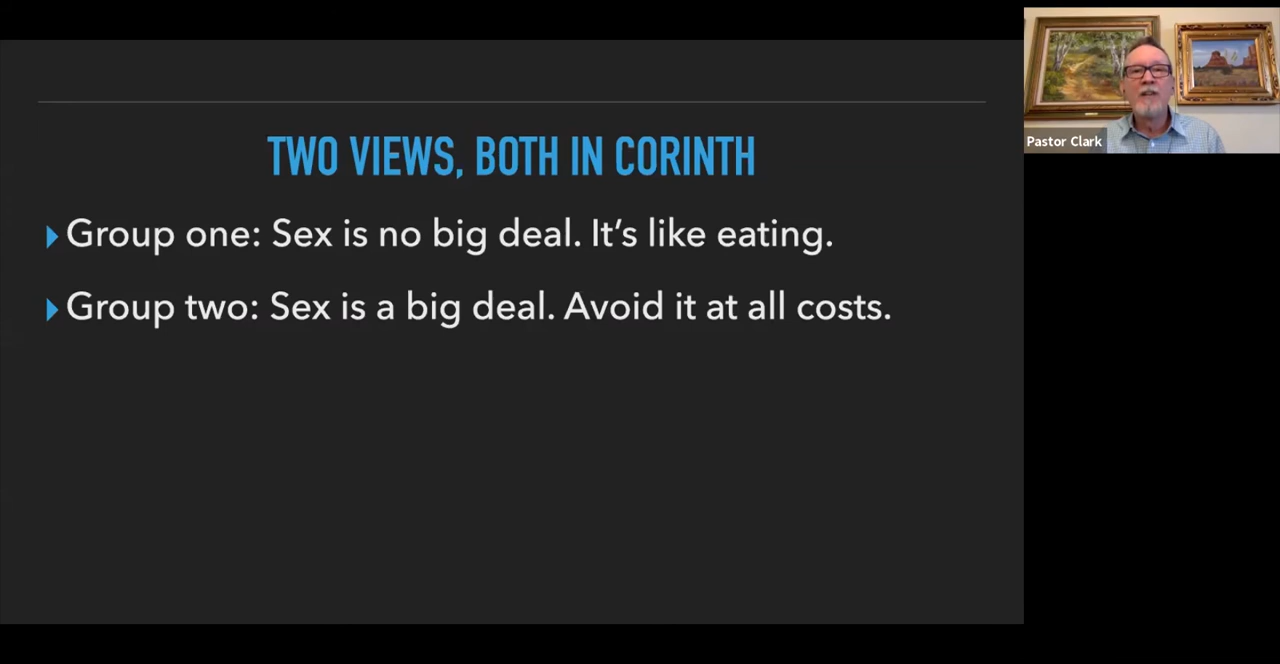 TWO VIEWS, BOTH IN CORINTH
Group one: Sex is no big deal. It’s like eating.
Group two: Sex is a big deal. Avoid it at all costs.
Pastor Clark